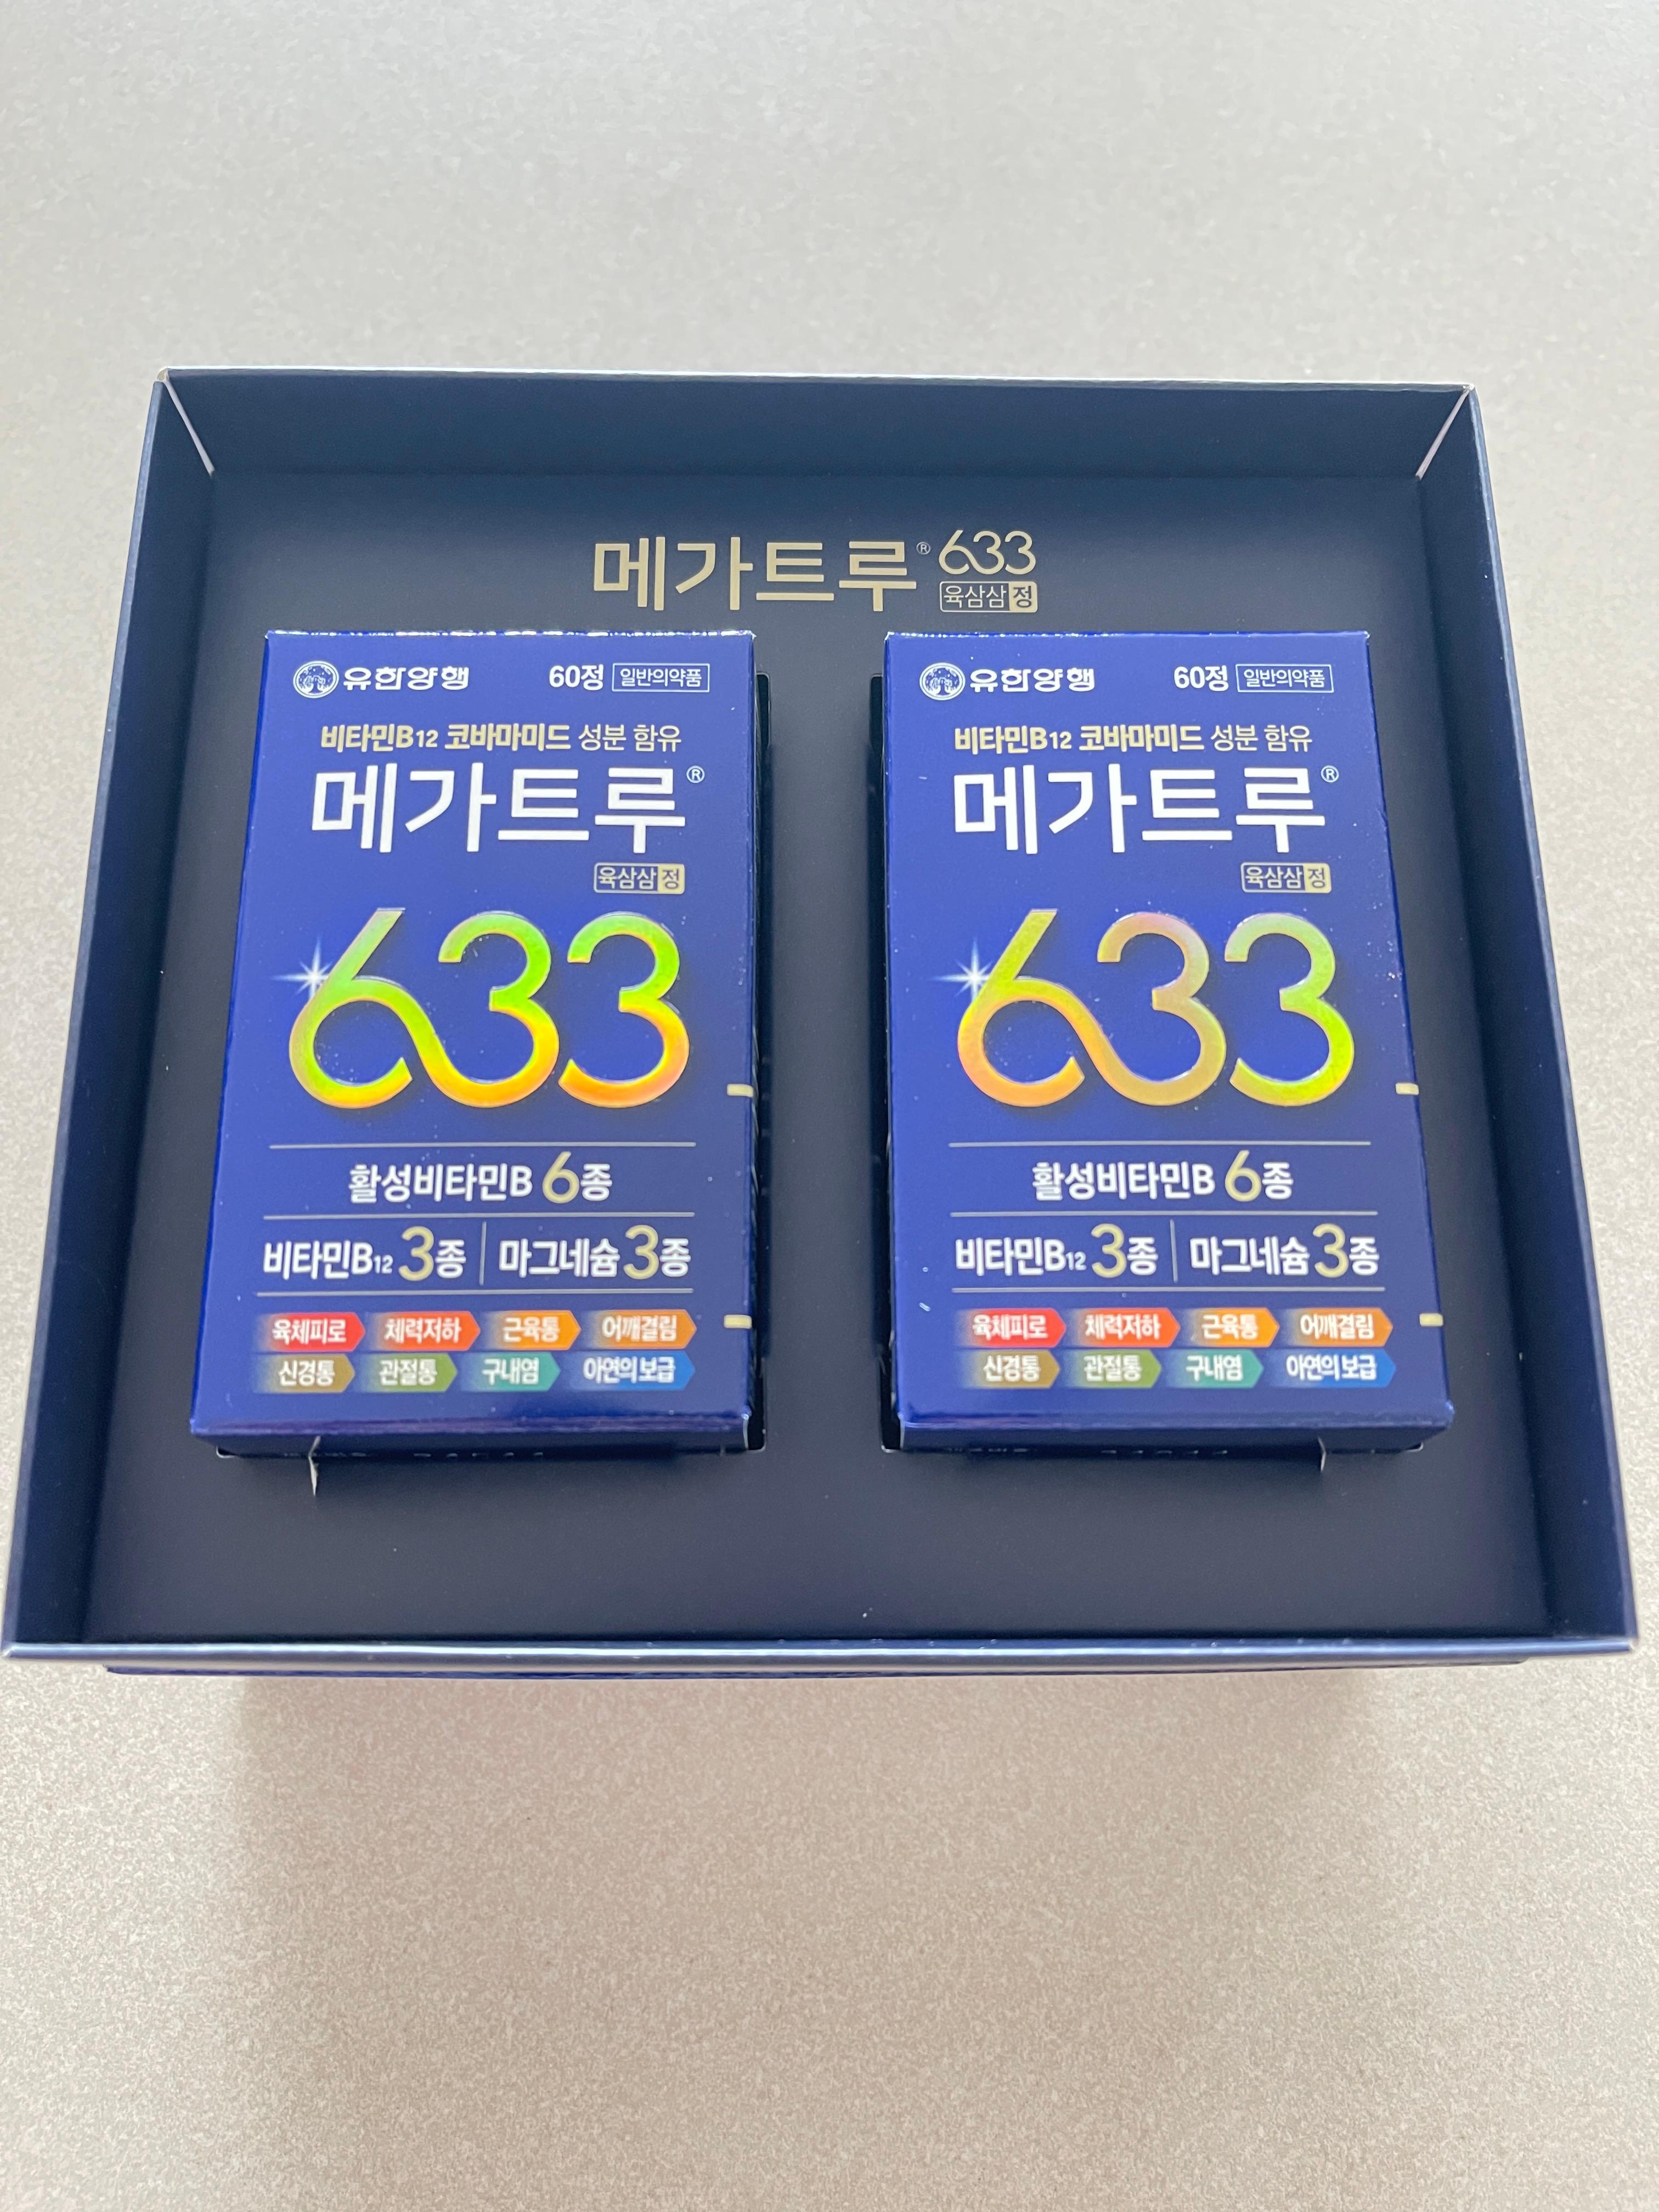 메가트루® 633
육삼삼정
유한양행 60정 일반의약품
비타민B12 코바마미드 성분 함유
메가트루®
육삼삼정
633
활성비타민B 6종
비타민B12 3종 마그네슘 3종
육체피로 체력저하 근육통 어깨결림
신경통 관절통 구내염 아연의 보급
유한양행 60정 일반의약품
비타민B12 코바마미드 성분 함유
메가트루®
육삼삼정
633
활성비타민B 6종
비타민B12 3종 마그네슘 3종
육체피로 체력저하 근육통 어깨결림
신경통 관절통 구내염 아연의 보급